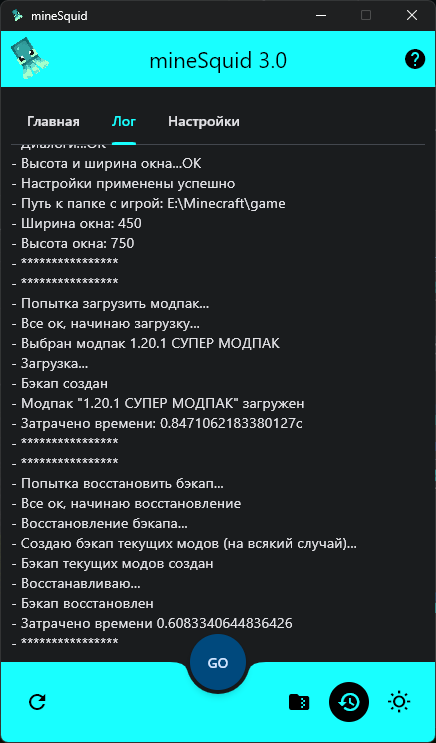 mineSquid
mineSquid 3.0
Главная Лог Настройки
- Диалоги...ОК
- Высота и ширина окна...ОК
- Настройки применены успешно
- Путь к папке с игрой: E:\Minecraft\game
- Ширина окна: 450
- Высота окна: 750
- ****************
- ****************
- Попытка загрузить модпак...
- Все ок, начинаю загрузку...
- Выбран модпак 1.20.1 СУПЕР МОДПАК
- Загрузка...
- Бэкап создан
- Модпак "1.20.1 СУПЕР МОДПАК" загружен
- Затрачено времени: 0.8471062183380127с
- ****************
- ****************
- Попытка восстановить бэкап...
- Все ок, начинаю восстановление
- Восстановление бэкапа...
- Создаю бэкап текущих модов (на всякий случай)...
- Бэкап текущих модов создан
- Восстанавливаю...
- Бэкап восстановлен
- Затрачено времени 0.6083340644836426
- ****************
GO